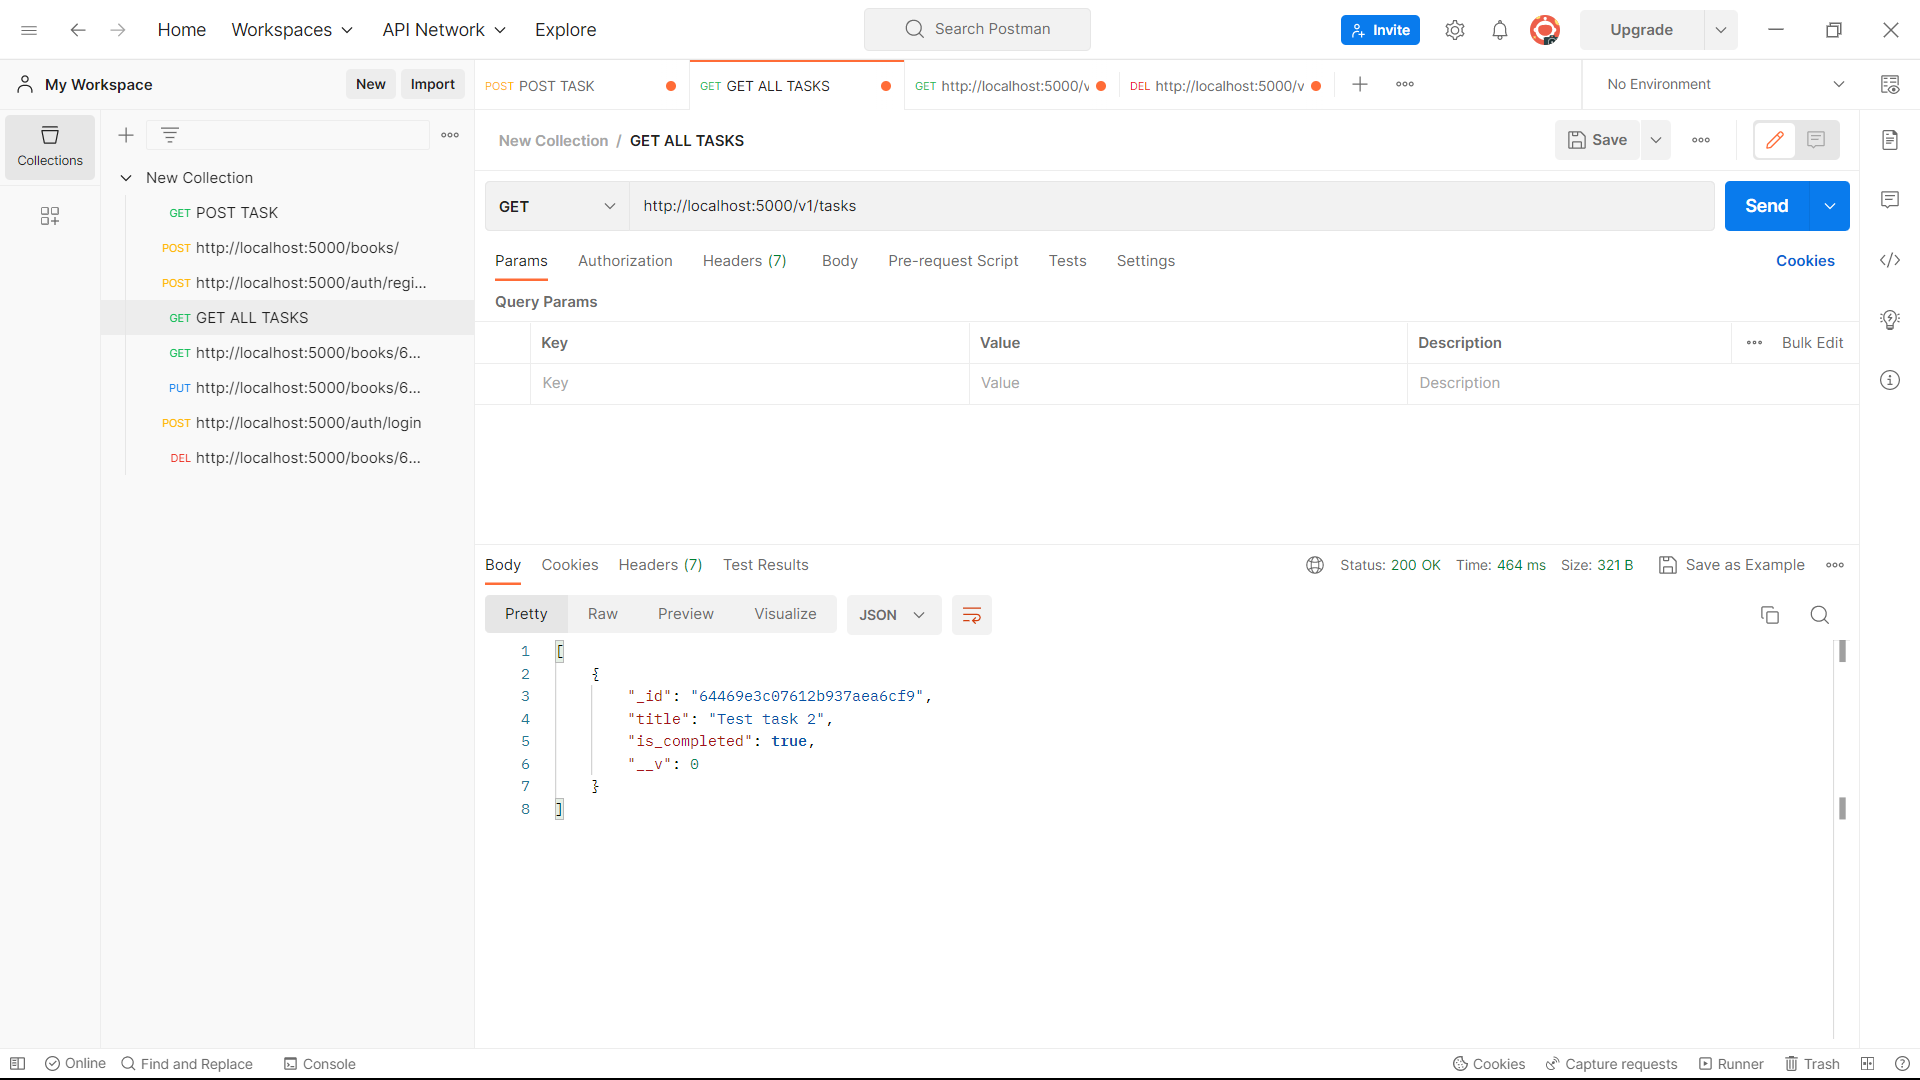 Home Workspaces API Network Explore Search Postman Invite Upgrade
My Workspace New Import
POST POST TASK GET GET ALL TASKS GET http://localhost:5000/v DEL http://localhost:5000/v No Environment
Collections
New Collection
GET POST TASK
POST http://localhost:5000/books/
POST http://localhost:5000/auth/regi...
GET GET ALL TASKS
GET http://localhost:5000/books/6...
PUT http://localhost:5000/books/6...
POST http://localhost:5000/auth/login
DEL http://localhost:5000/books/6...
New Collection / GET ALL TASKS Save
GET http://localhost:5000/v1/tasks Send
Params Authorization Headers (7) Body Pre-request Script Tests Settings Cookies
Query Params
Key Value Description Bulk Edit
Key Value Description
Body Cookies Headers (7) Test Results Status: 200 OK Time: 464 ms Size: 321 B Save as Example
Pretty Raw Preview Visualize JSON
1 [
2 {
3 "_id": "64469e3c07612b937aea6cf9",
4 "title": "Test task 2",
5 "is_completed": true,
6 "__v": 0
7 }
8 ]
Online Find and Replace Console Cookies Capture requests Runner Trash